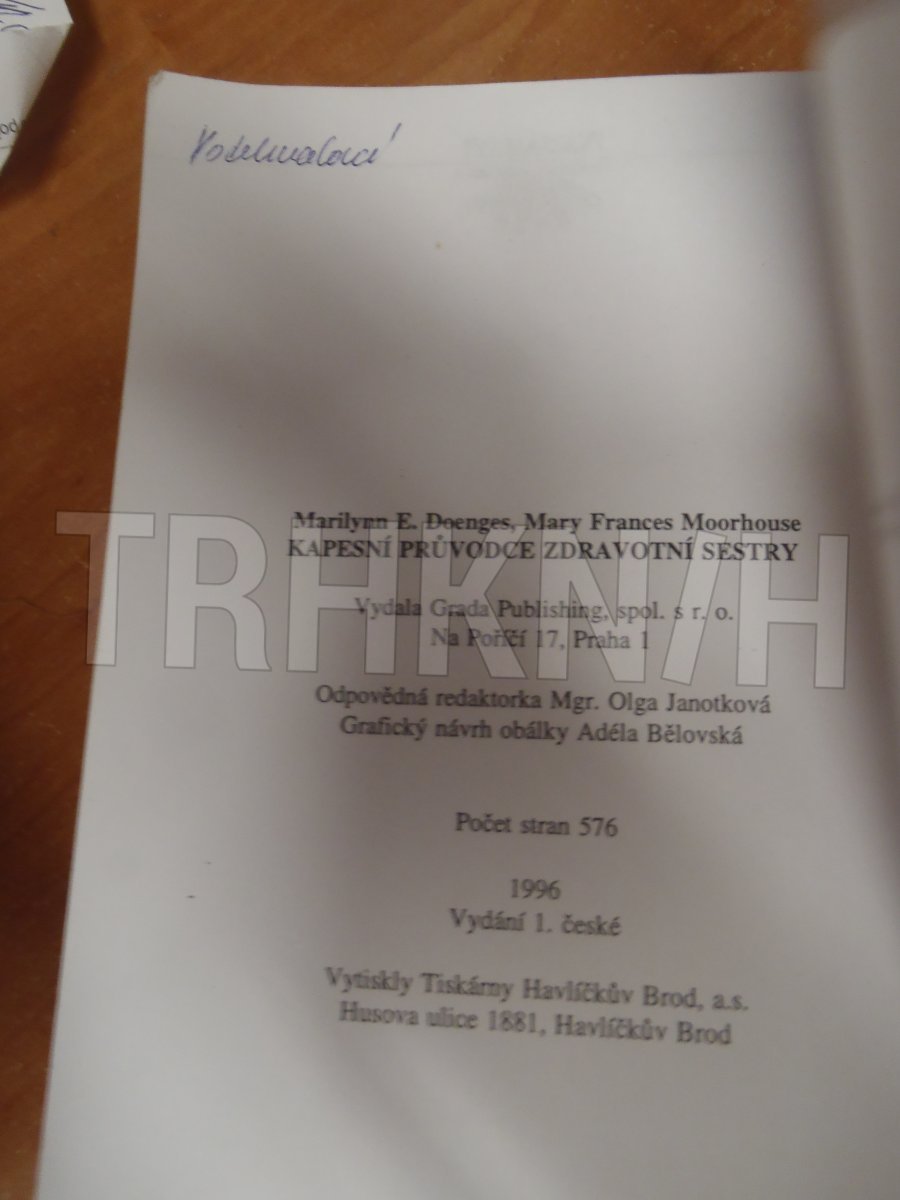 Marilynn E. Doenges, Mary Frances Moorhouse
KAPESNÍ PRŮVODCE ZDRAVOTNÍ SESTRY
TRHKN/H
Vydala Grada Publishing, spol. s r. o.
Na Poříčí 17, Praha 1
Odpovědná redaktorka Mgr. Olga Janotková
Grafický návrh obálky Adéla Bělovská
Počet stran 576
1996
Vydání 1. české
Vytiskly Tiskárny Havlíčkův Brod, a.s.
Husova ulice 1881, Havlíčkův Brod